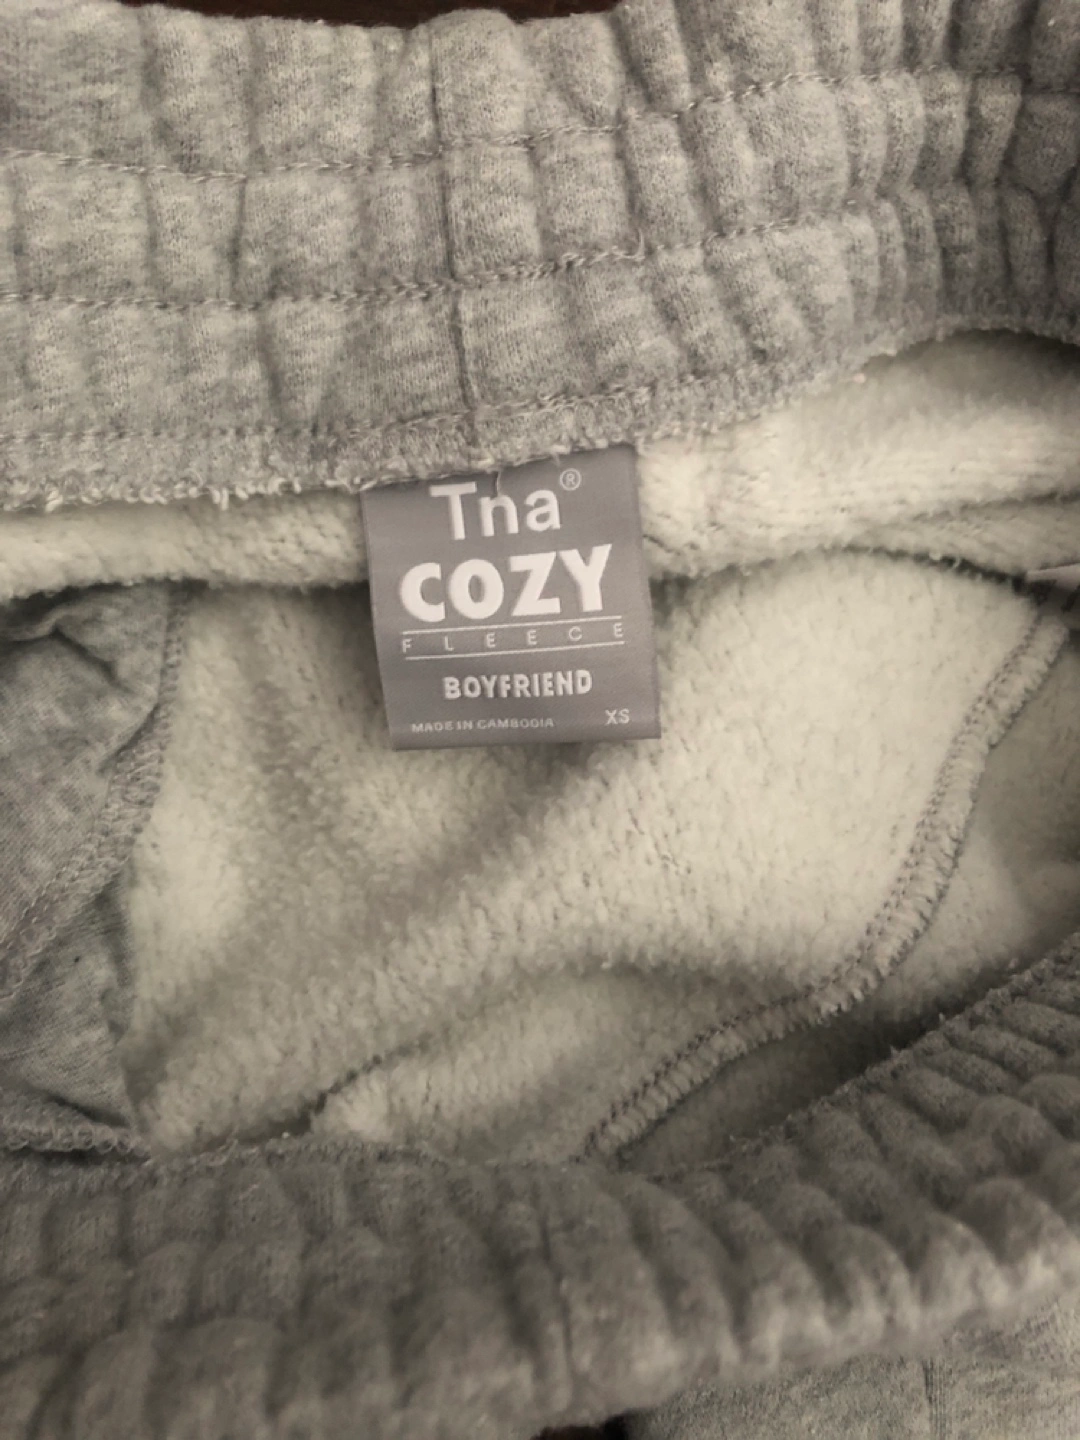 Tna®
COZY
FLEECE
BOYFRIEND
MADE IN CAMBODIA XS